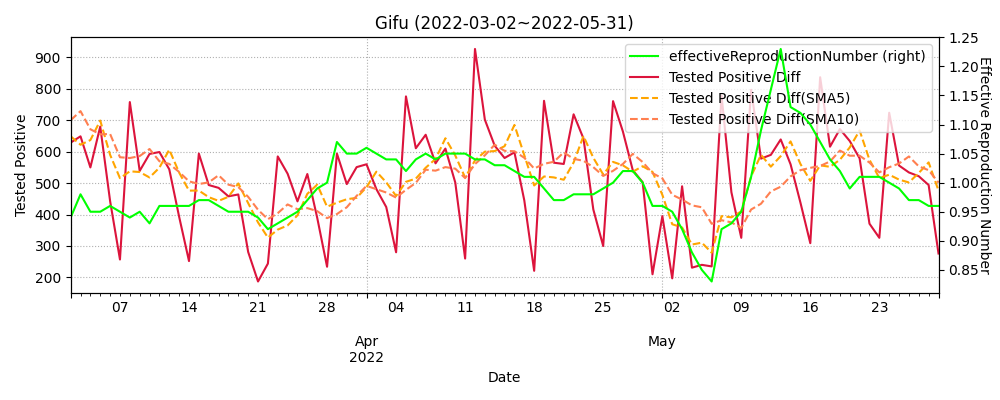 Gifu (2022-03-02~2022-05-31)
effectiveReproductionNumber (right)
Tested Positive Diff
Tested Positive Diff(SMA5)
Tested Positive Diff(SMA10)
Tested Positive
900
800
700
600
500
400
300
200
1.25
1.20
1.15
1.10
1.05
1.00
0.95
0.90
0.85
Effective Reproduction Number
07 14 21 28 04 11 18 25 02 09 16 23
Apr May
2022
Date